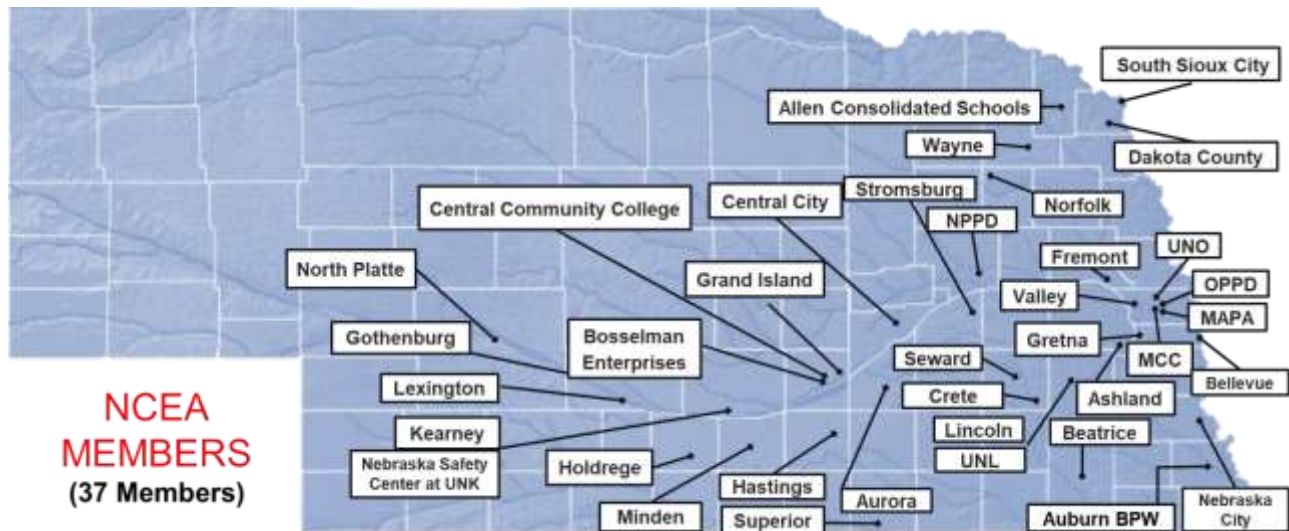 South Sioux City
Allen Consolidated Schools
Wayne
Dakota County
Stromsburg
Central City
Central Community College
Norfolk
NPPD
UNO
Fremont
North Platte
Grand Island
OPPD
Valley
MAPA
Gothenburg
Bosselman
Enterprises
Gretna
Seward
MCC
Bellevue
Lexington
Crete
Ashland
NCEA
MEMBERS
(37 Members)
Kearney
Lincoln
Beatrice
UNL
Nebraska Safety
Center at UNK
Holdrege
Hastings
Aurora
Minden
Superior
Auburn BPW
Nebraska
City